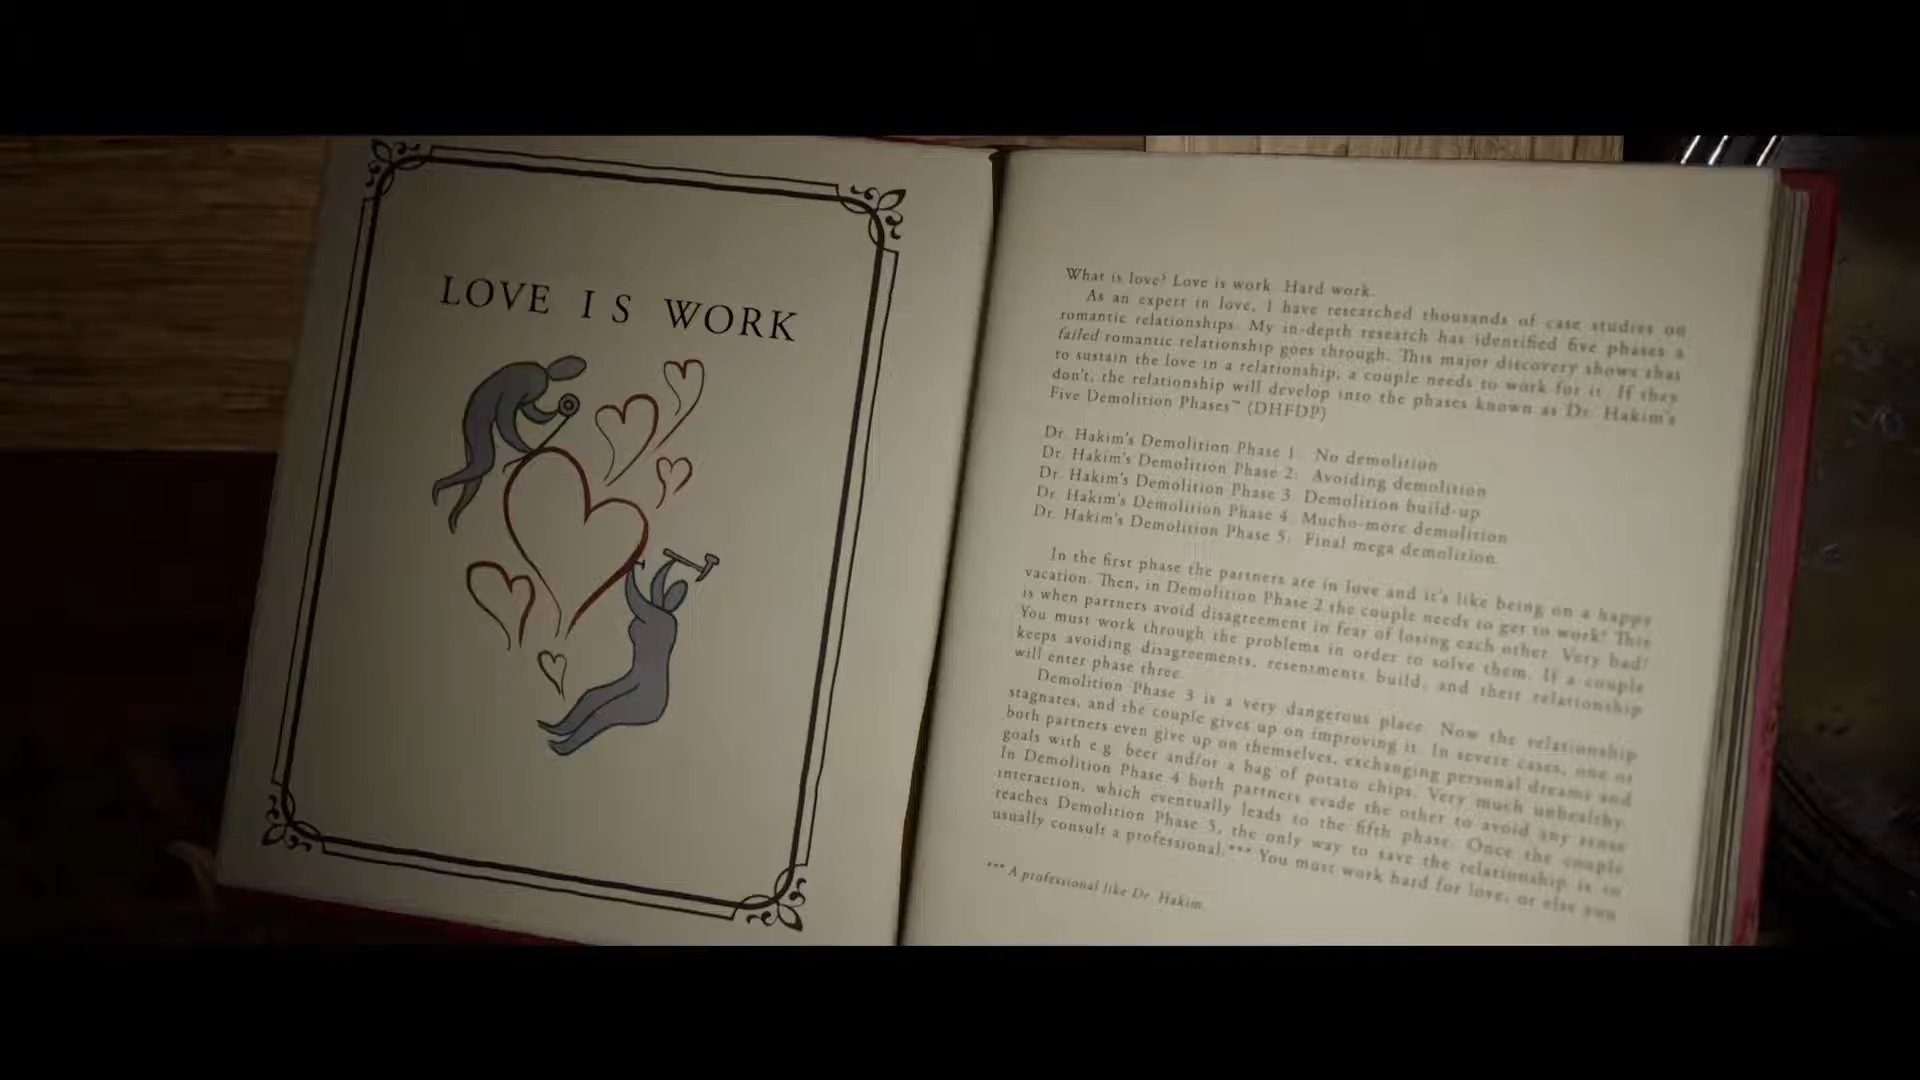 LOVE IS WORK
What is love? Love is work. Hard work.
As an expert in love, I have researched thousands of case studies on
romantic relationships. My in-depth research has identified five phases a
failed romantic relationship goes through. This major discovery shows that
to sustain the love in a relationship, a couple needs to work for it. If they
don't, the relationship will develop into the phases known as Dr. Hakim's
Five Demolition Phases™ (DHFDP)
Dr. Hakim's Demolition Phase 1: No demolition
Dr. Hakim's Demolition Phase 2: Avoiding demolition
Dr. Hakim's Demolition Phase 3: Demolition build-up
Dr. Hakim's Demolition Phase 4: Mucho-more demolition
Dr. Hakim's Demolition Phase 5: Final mega demolition.
In the first phase the partners are in love and it's like being on a happy
vacation. Then, in Demolition Phase 2 the couple needs to get to work! This
is when partners avoid disagreement in fear of losing each other. Very bad!
You must work through the problems in order to solve them. If a couple
keeps avoiding disagreements, resentments build, and their relationship
will enter phase three.
Demolition Phase 3 is a very dangerous place. Now the relationship
stagnates, and the couple gives up on improving it. In severe cases, one or
both partners even give up on themselves, exchanging personal dreams and
goals with e.g. beer and/or a bag of potato chips. Very much unhealthy.
In Demolition Phase 4 both partners evade the other to avoid any tense
interaction, which eventually leads to the fifth phase. Once the couple
reaches Demolition Phase 5, the only way to save the relationship is to
usually consult a professional.*** You must work hard for love, or else you
*** A professional like Dr. Hakim.